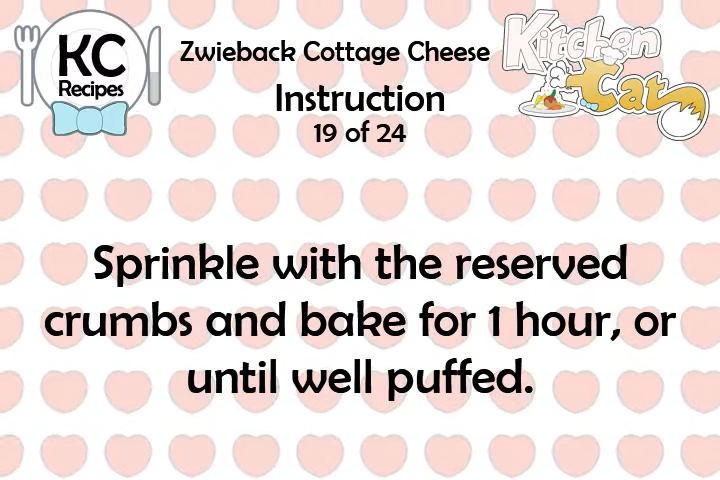 KC
Recipes
Zwieback Cottage Cheese
Kitchen
Cat
Instruction
19 of 24
Sprinkle with the reserved
crumbs and bake for 1 hour, or
until well puffed.